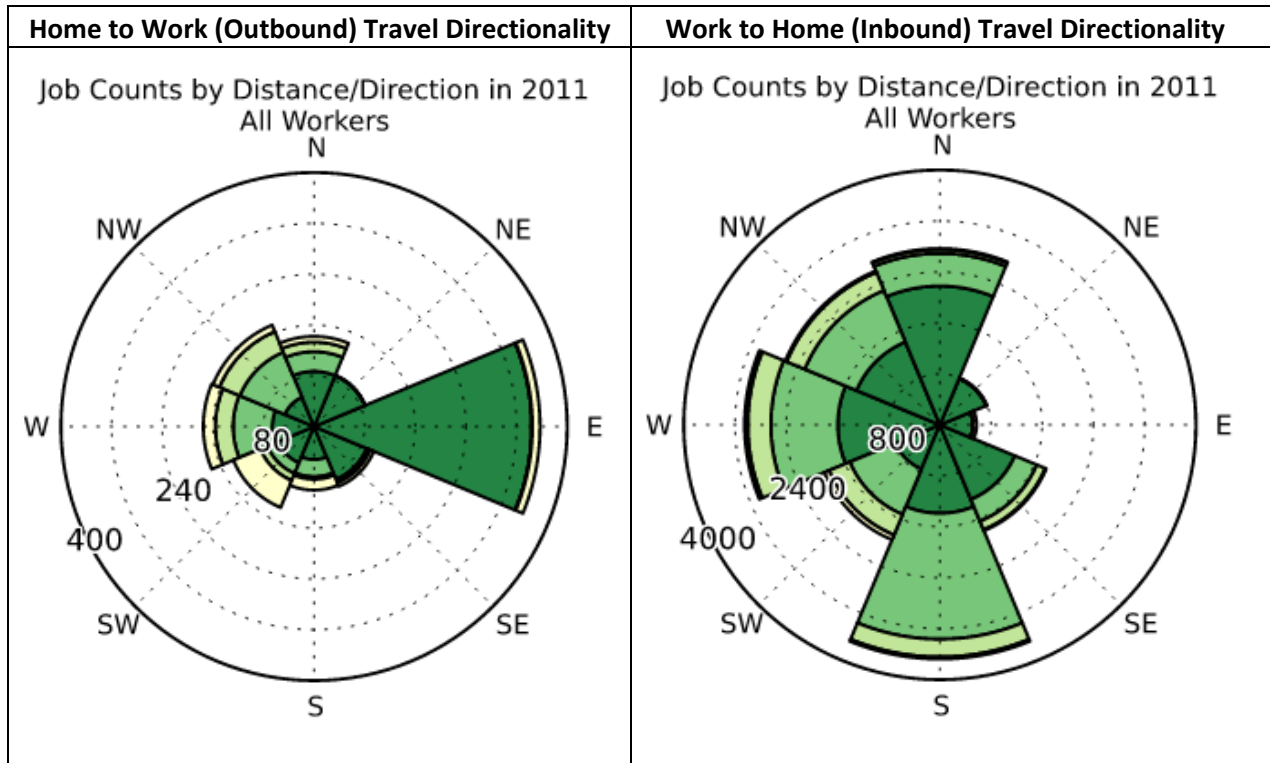 Home to Work (Outbound) Travel Directionality
Job Counts by Distance/Direction in 2011
All Workers
N
NW
NE
W
E
80
240
400
SW
SE
S
Work to Home (Inbound) Travel Directionality
Job Counts by Distance/Direction in 2011
All Workers
N
NW
NE
W
E
800
2400
4000
SW
SE
S